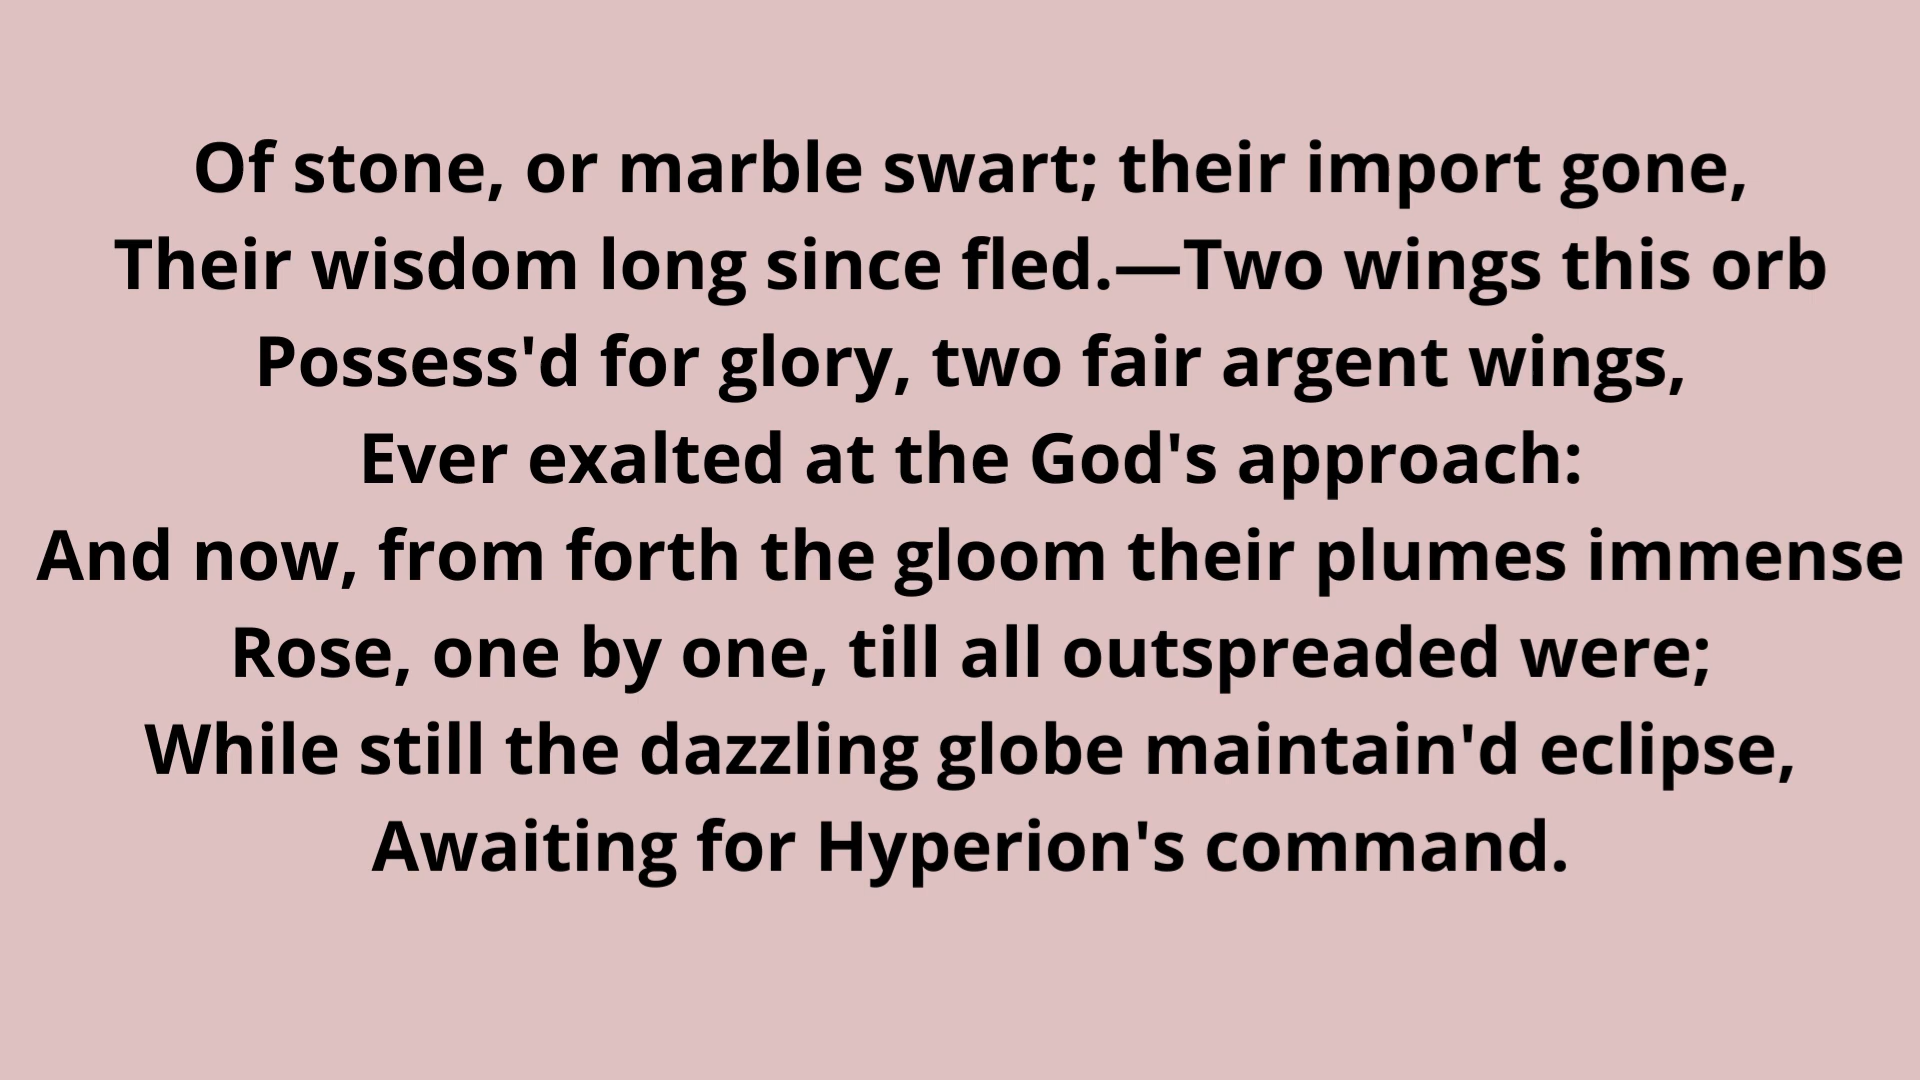 Of stone, or marble swart; their import gone,
Their wisdom long since fled.—Two wings this orb
Possess'd for glory, two fair argent wings,
Ever exalted at the God's approach:
And now, from forth the gloom their plumes immense
Rose, one by one, till all outspreaded were;
While still the dazzling globe maintain'd eclipse,
Awaiting for Hyperion's command.